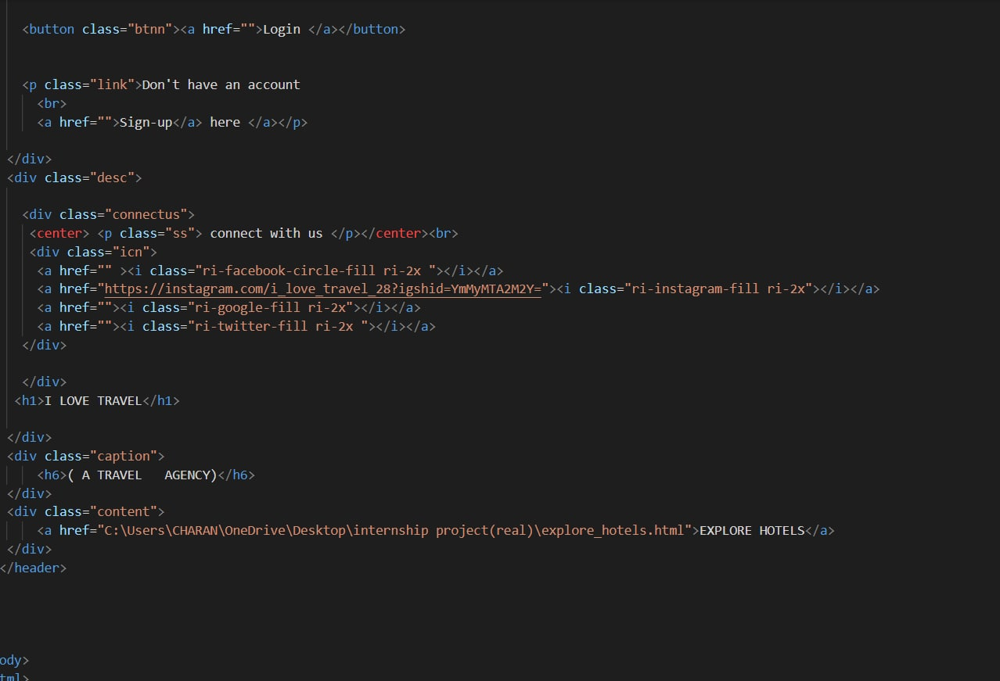 <button class="btnn"><a href="">Login </a></button>
<p class="link">Don't have an account
<br>
<a href="">Sign-up</a> here </a></p>
</div>
<div class="desc">
<div class="connectus">
<center> <p class="ss"> connect with us </p></center><br>
<div class="icn">
<a href="" ><i class="ri-facebook-circle-fill ri-2x "></i></a>
<a href="https://instagram.com/i_love_travel_28?igshid=YmMyMTA2M2Y="><i class="ri-instagram-fill ri-2x"></i></a>
<a href=""><i class="ri-google-fill ri-2x"></i></a>
<a href=""><i class="ri-twitter-fill ri-2x "></i></a>
</div>
</div>
<h1>I LOVE TRAVEL</h1>
</div>
<div class="caption">
<h6>( A TRAVEL   AGENCY)</h6>
</div>
<div class="content">
<a href="C:\Users\CHARAN\OneDrive\Desktop\internship project(real)\explore_hotels.html">EXPLORE HOTELS</a>
</div>
</header>
ody>
tml>